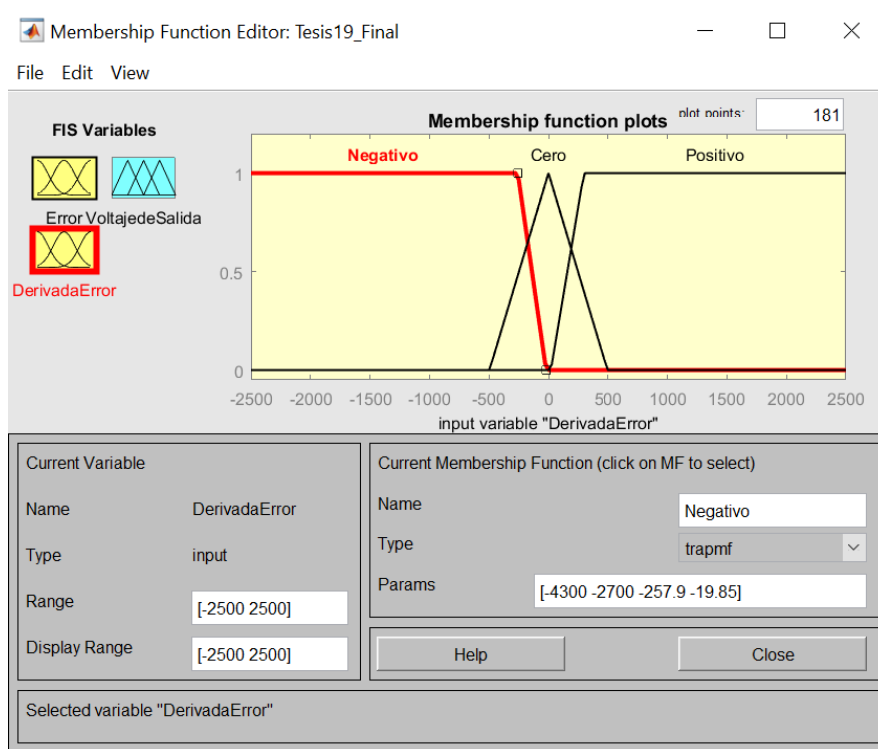 Membership Function Editor: Tesis19_Final
File Edit View
FIS Variables
Membership function plots
plot points:
181
Error VoltajedeSalida
DerivadaError
Negativo Cero Positivo
1
0.5
0
-2500 -2000 -1500 -1000 -500 0 500 1000 1500 2000 2500
input variable "DerivadaError"
Current Variable
Name DerivadaError
Type input
Range [-2500 2500]
Display Range [-2500 2500]
Current Membership Function (click on MF to select)
Name Negativo
Type trapmf
Params [-4300 -2700 -257.9 -19.85]
Help Close
Selected variable "DerivadaError"